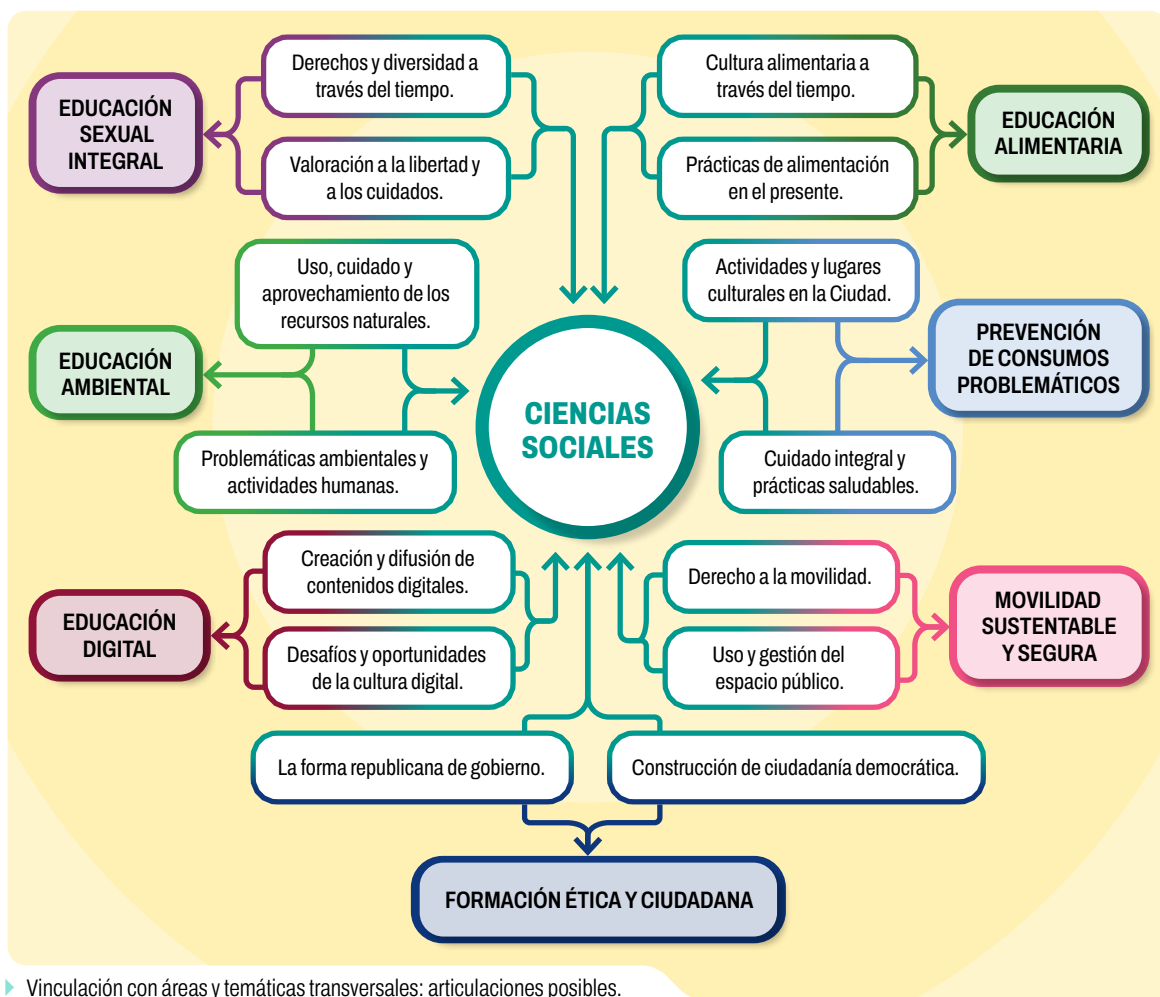 EDUCACIÓN
SEXUAL
INTEGRAL
Derechos y diversidad a
través del tiempo.
Valoración a la libertad y
a los cuidados.
Cultura alimentaria a
través del tiempo.
Prácticas de alimentación
en el presente.
EDUCACIÓN
ALIMENTARIA
EDUCACIÓN
AMBIENTAL
Uso, cuidado y
aprovechamiento de los
recursos naturales.
Problemáticas ambientales y
actividades humanas.
CIENCIAS
SOCIALES
Actividades y lugares
culturales en la Ciudad.
Cuidado integral y
prácticas saludables.
PREVENCIÓN
DE CONSUMOS
PROBLEMÁTICOS
EDUCACIÓN
DIGITAL
Creación y difusión de
contenidos digitales.
Desafíos y oportunidades
de la cultura digital.
Derecho a la movilidad.
Uso y gestión del
espacio público.
MOVILIDAD
SUSTENTABLE
Y SEGURA
La forma republicana de gobierno.
Construcción de ciudadanía democrática.
FORMACIÓN ÉTICA Y CIUDADANA
Vinculación con áreas y temáticas transversales: articulaciones posibles.